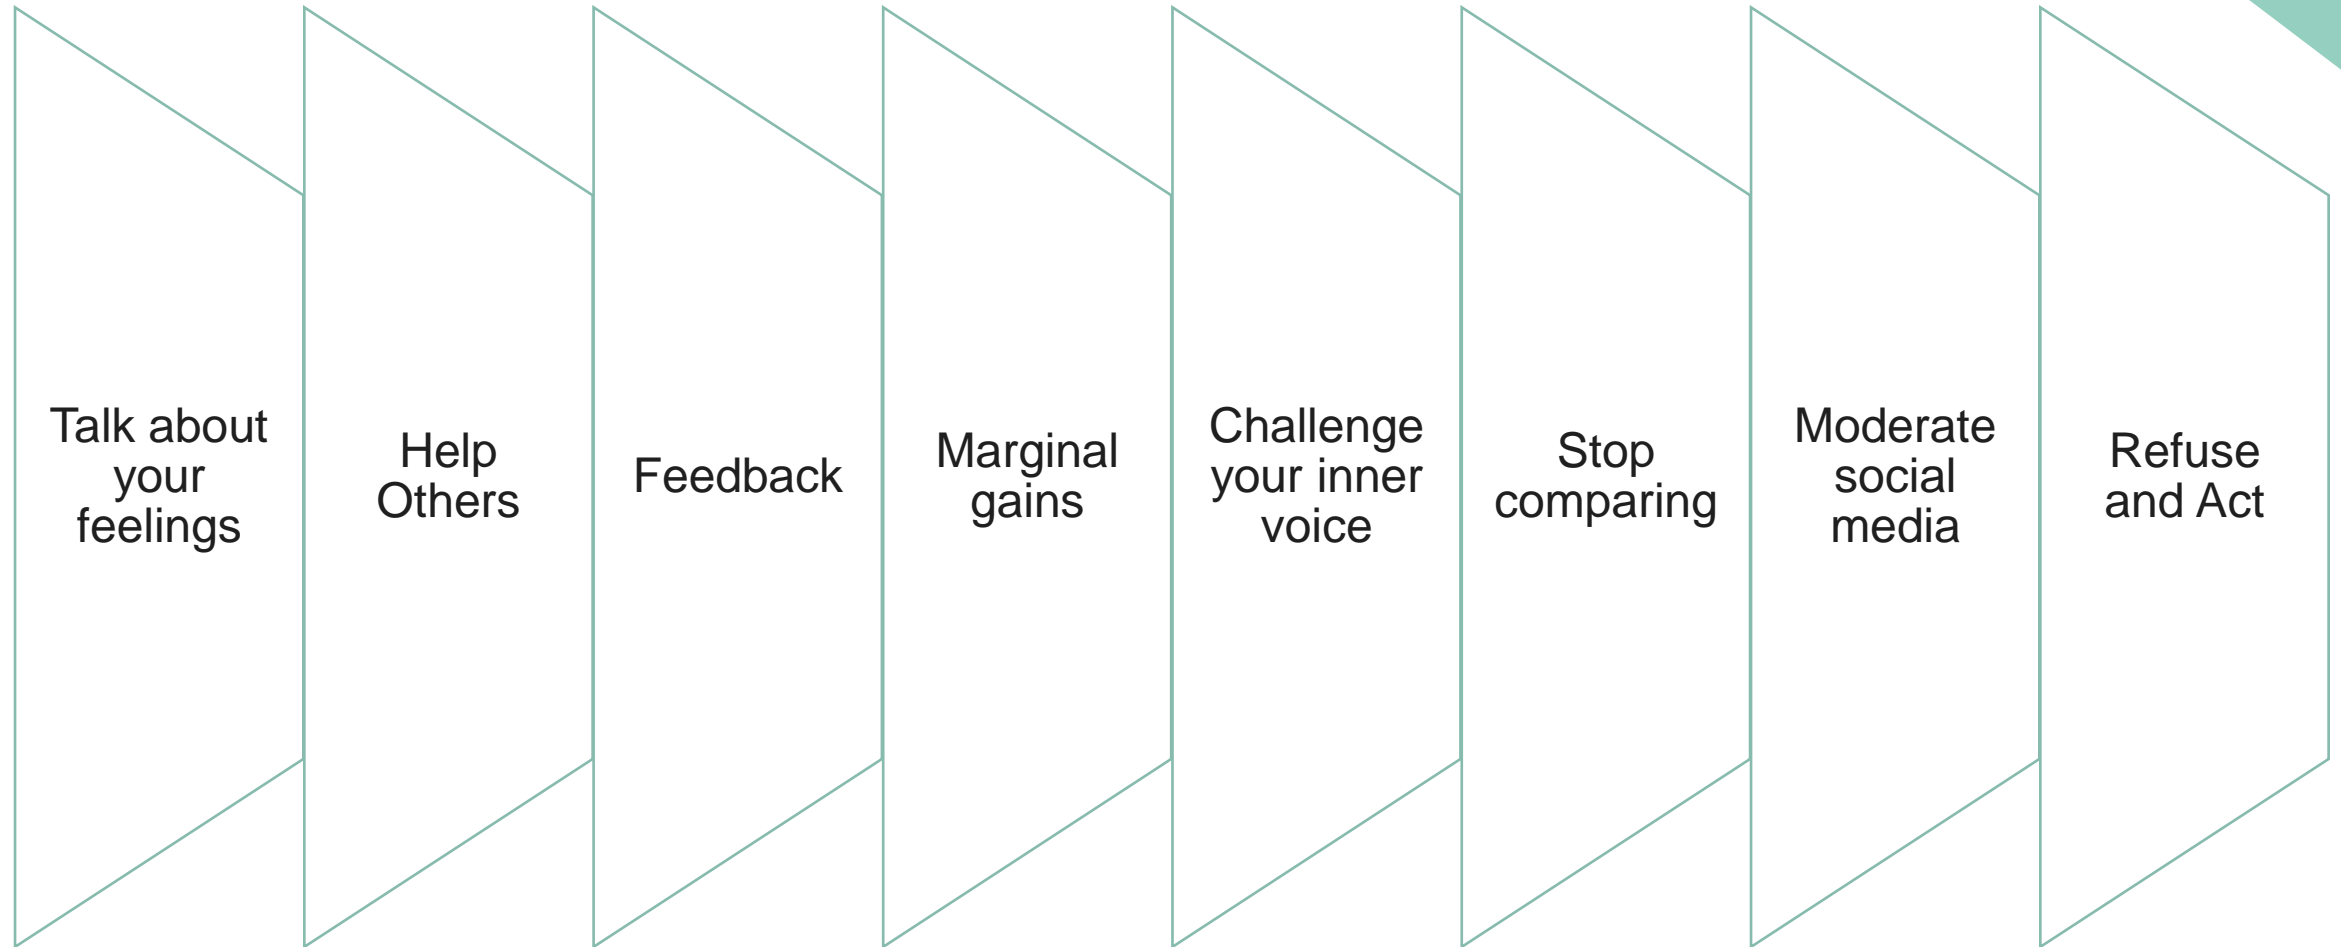 Talk about
your
feelings
Help
Others
Feedback
Marginal
gains
Challenge
your inner
voice
Stop
comparing
Moderate
social
media
Refuse
and Act